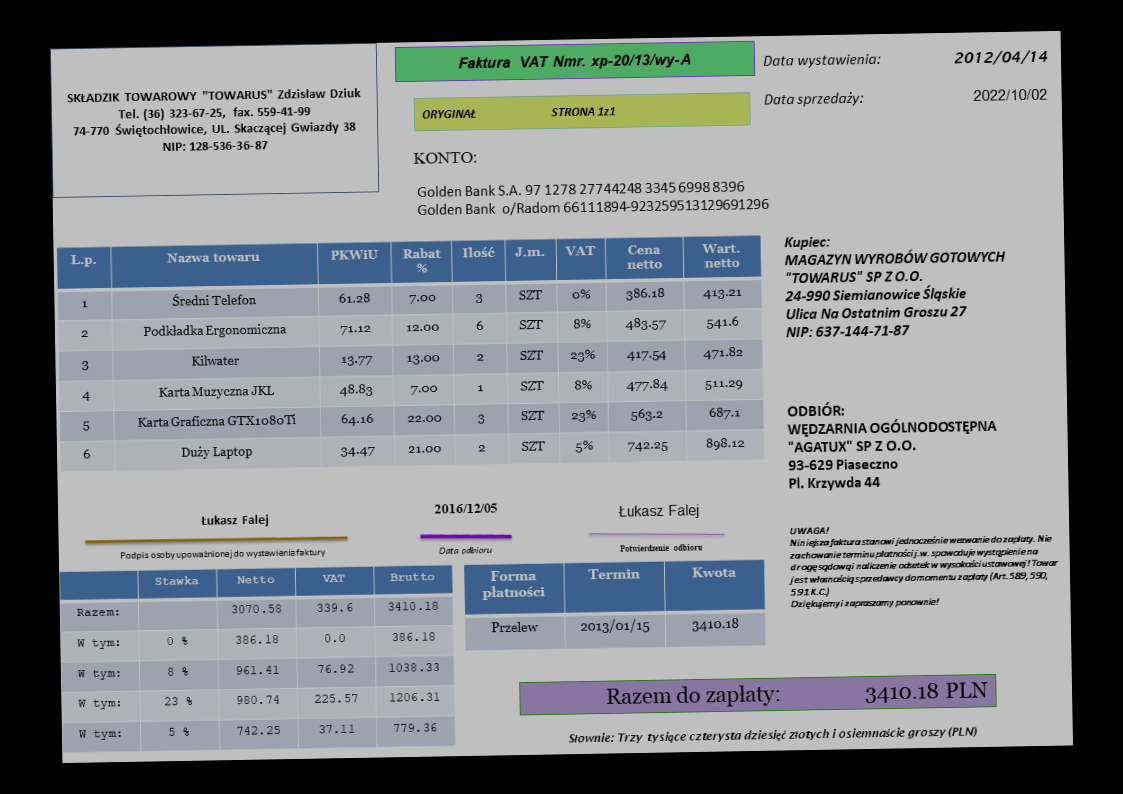 SKŁADZIK TOWAROWY "TOWARUS" Zdzisław Dziuk
Tel. (36) 323-67-25, fax. 559-41-99
74-770 Świętochłowice, UL. Skaczącej Gwiazdy 38
NIP: 128-536-36-87
Faktura VAT Nmr. xp-20/13/wy-A
ORYGINAŁ STRONA 1z1
Data wystawienia: 2012/04/14
Data sprzedaży: 2022/10/02
KONTO:
Golden Bank S.A. 97 1278 27744248 3345 6998 8396
Golden Bank o/Radom 66111894-923259513129691296
L.p. Nazwa towaru PKWiU Rabat % Ilość J.m. VAT Cena netto Wart. netto
1 Średni Telefon 61.28 7.00 3 SZT 0% 386.18 413.21
2 Podkładka Ergonomiczna 71.12 12.00 6 SZT 8% 483.57 541.6
3 Kilwater 13.77 13.00 2 SZT 23% 417.54 471.82
4 Karta Muzyczna JKL 48.83 7.00 1 SZT 8% 477.84 511.29
5 Karta Graficzna GTX1080Ti 64.16 22.00 3 SZT 23% 563.2 687.1
6 Duży Laptop 34.47 21.00 2 SZT 5% 742.25 898.12
Kupiec:
MAGAZYN WYROBÓW GOTOWYCH
"TOWARUS" SP Z O.O.
24-990 Siemianowice Śląskie
Ulica Na Ostatnim Groszu 27
NIP: 637-144-71-87
ODBIÓR:
WĘDZARNIA OGÓLNODOSTĘPNA
"AGATUX" SP Z O.O.
93-629 Piaseczno
Pl. Krzywda 44
Łukasz Falej
Podpis osoby upoważnionej do wystawienia faktury
2016/12/05
Data odbioru
Łukasz Falej
Potwierdzenie odbioru
UWAGA!
Niniejsza faktura stanowi jednocześnie wezwanie do zapłaty. Nie
zachowanie terminu płatności j.w. spowoduje wystąpienie na
drogę sądową i naliczenie odsetek w wysokości ustawowej! Towar
jest własnością sprzedawcy do momentu zapłaty (Art. 589, 590,
591 K.C.)
Dziękujemy i zapraszamy ponownie!
Stawka Netto VAT Brutto
Razem: 3070.58 339.6 3410.18
W tym: 0 % 386.18 0.0 386.18
W tym: 8 % 961.41 76.92 1038.33
W tym: 23 % 980.74 225.57 1206.31
W tym: 5 % 742.25 37.11 779.36
Forma płatności Termin Kwota
Przelew 2013/01/15 3410.18
Razem do zapłaty: 3410.18 PLN
Słownie: Trzy tysiące czterysta dziesięć złotych i osiemnaście groszy (PLN)